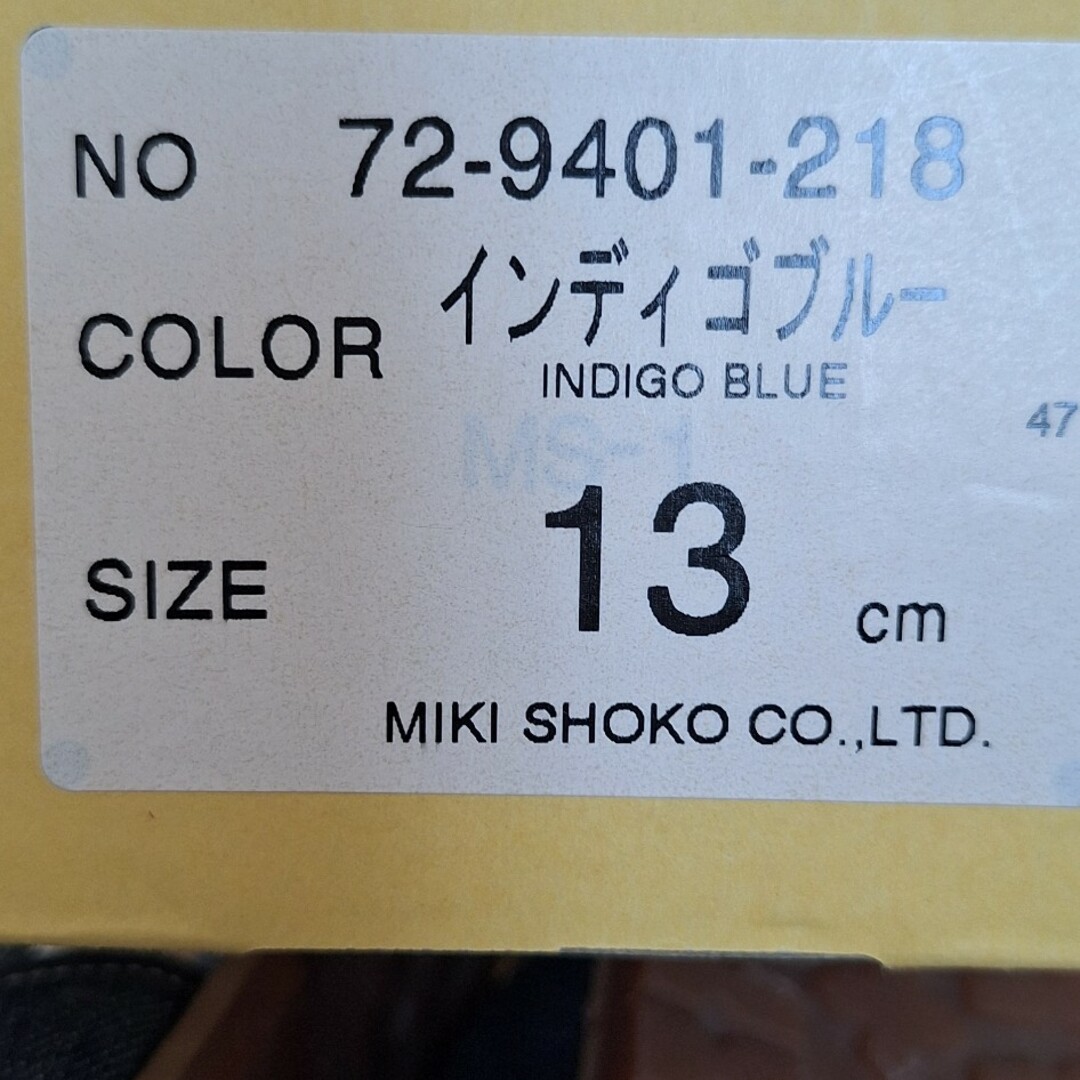 NO 72-9401-218
インディゴブルー
COLOR
INDIGO BLUE
47
MS-1
SIZE 13 cm
MIKI SHOKO CO.,LTD.